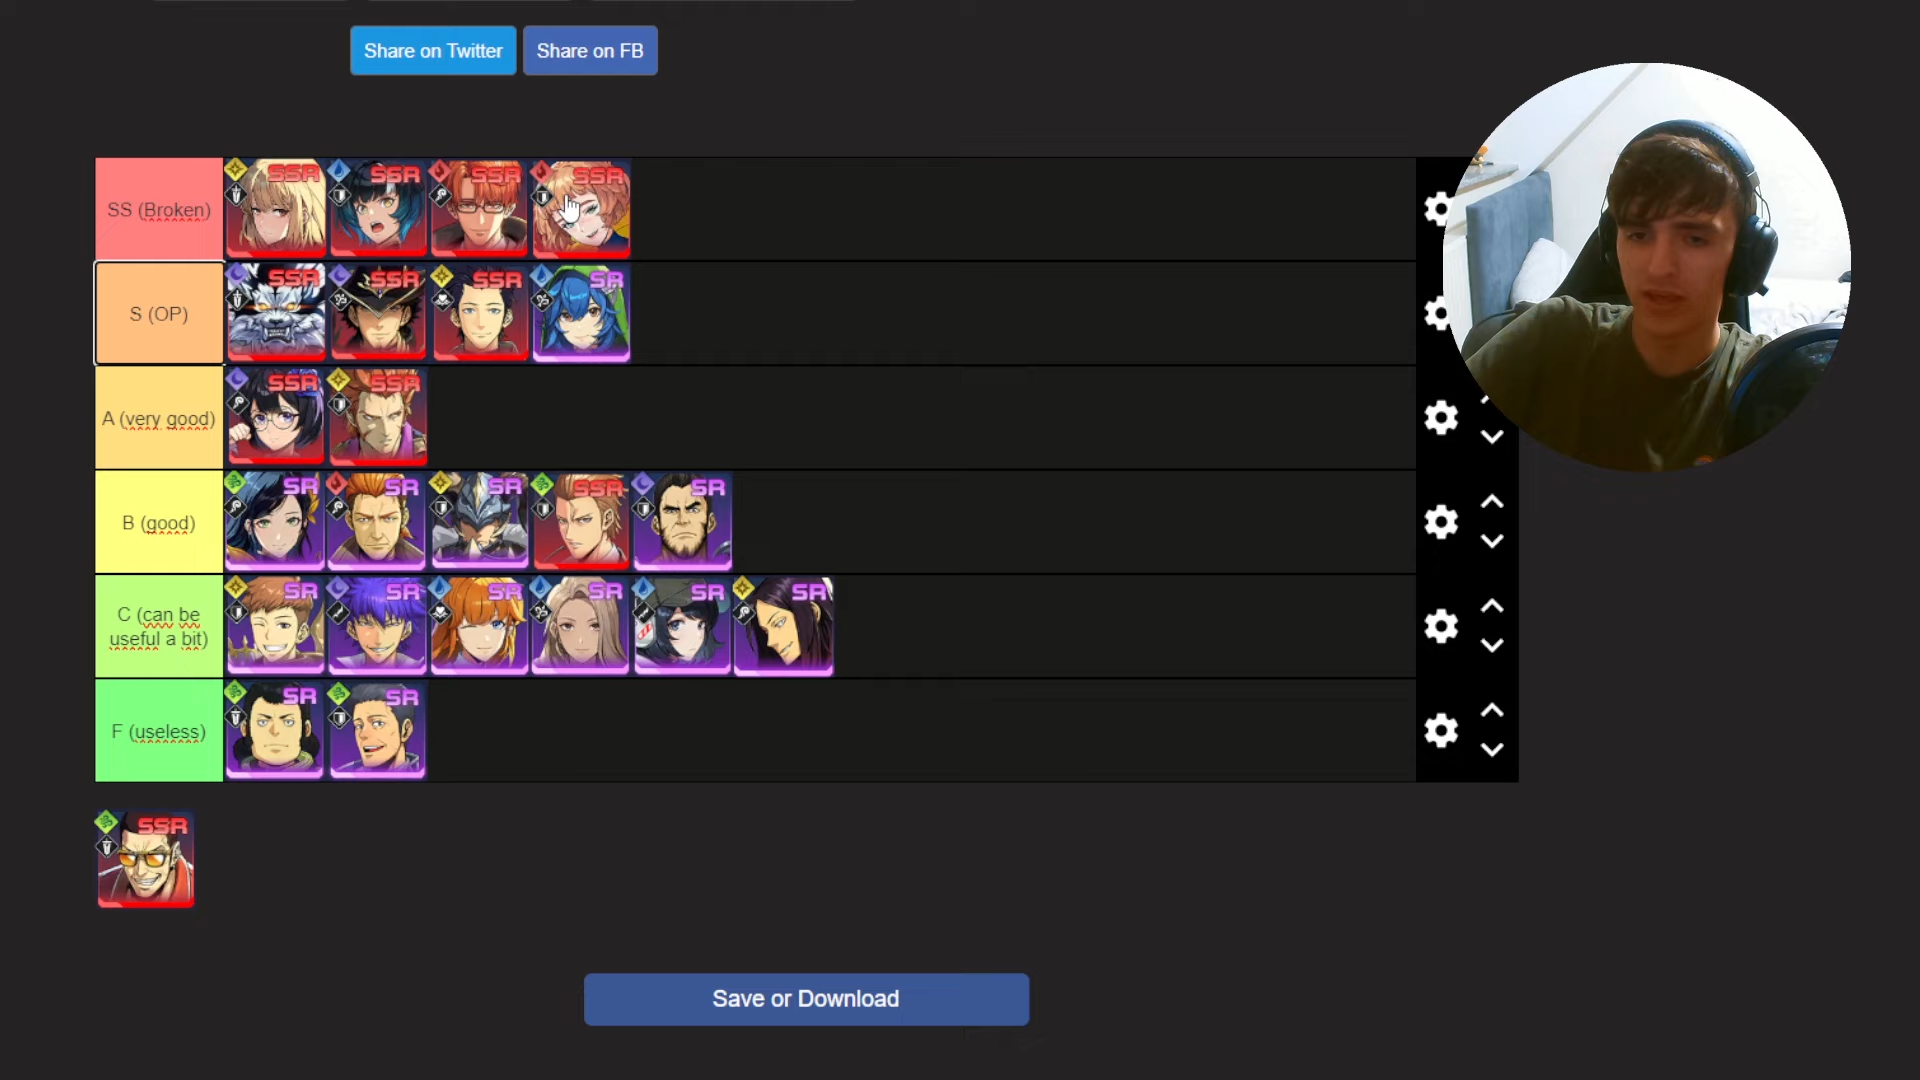 Share on Twitter Share on FB
SS (Broken) SSR SSR SSR SSR
S (OP) SSR SSR SSR SR
A (very good) SSR SSR
B (good) SR SR SR SSR SR
C (can be
useful a bit) SR SR SR SR SR SR
F (useless) SR SR
SSR
Save or Download